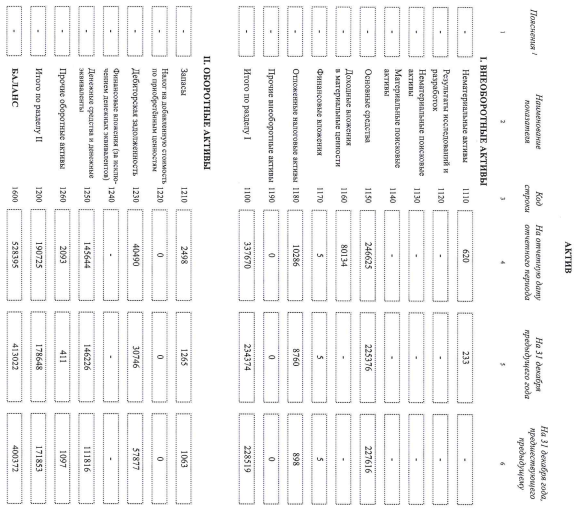 АКТИВ
Пояснения 1 Наименование показателя Код строки На отчетную дату отчетного периода На 31 декабря предыдущего года На 31 декабря года, предшествующего предыдущему
1 2 3 4 5 6
I. ВНЕОБОРОТНЫЕ АКТИВЫ
- Нематериальные активы 1110 620 233 -
- Результаты исследований и разработок 1120 - - -
- Нематериальные поисковые активы 1130 - - -
- Материальные поисковые активы 1140 - - -
- Основные средства 1150 246625 225376 227616
- Доходные вложения в материальные ценности 1160 80134 - -
- Финансовые вложения 1170 5 5 5
- Отложенные налоговые активы 1180 10286 8760 898
- Прочие внеоборотные активы 1190 0 0 0
- Итого по разделу I 1100 337670 234374 228519
II. ОБОРОТНЫЕ АКТИВЫ
- Запасы 1210 2498 1265 1063
- Налог на добавленную стоимость по приобретенным ценностям 1220 0 0 0
- Дебиторская задолженность 1230 40490 30746 57877
- Финансовые вложения (за исключением денежных эквивалентов) 1240 - - -
- Денежные средства и денежные эквиваленты 1250 145644 146226 111816
- Прочие оборотные активы 1260 2093 411 1097
- Итого по разделу II 1200 190725 178648 171853
- БАЛАНС 1600 528395 413022 400372